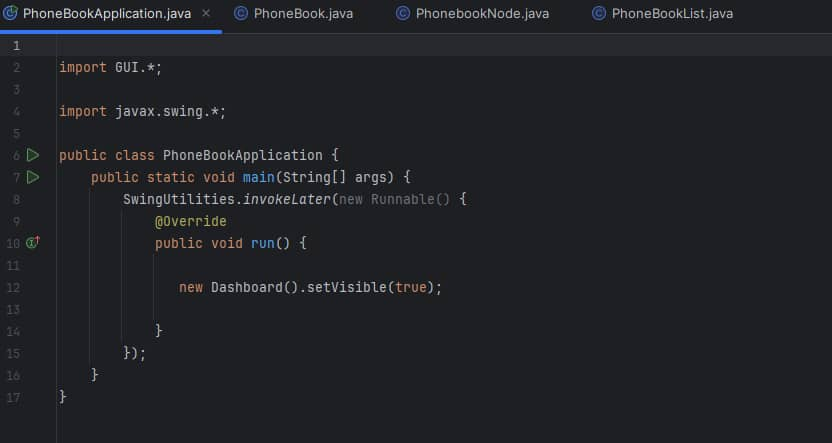 PhoneBookApplication.java × PhoneBook.java PhonebookNode.java PhoneBookList.java
1
2 import GUI.*;
3
4 import javax.swing.*;
5
6 public class PhoneBookApplication {
7 public static void main(String[] args) {
8 SwingUtilities.invokeLater(new Runnable() {
9 @Override
10 public void run() {
11
12 new Dashboard().setVisible(true);
13
14 }
15 });
16 }
17 }